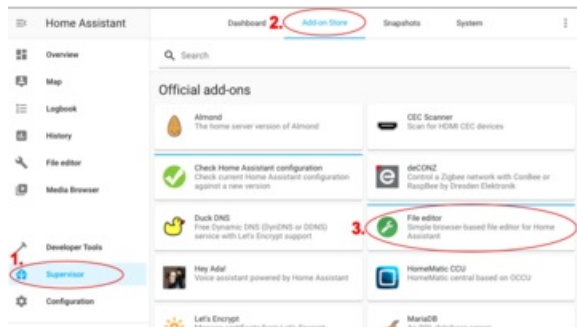 Home Assistant
2. Dashboard Add-on Store Snapshots System
Overview
Search
Map
Official add-ons
Logbook
Almond
The home server version of Almond
CEC Scanner
Scan for HDMI CEC devices
History
File editor
Check Home Assistant configuration
Check current Home Assistant configuration
against a new version
deCONZ
Control a Zigbee network with ConBee or
RaspBee by Dresden Elektronik
Media Browser
Duck DNS
Free Dynamic DNS (DynDNS or DDNS)
service with Let's Encrypt support
3. File editor
Simple browser-based file editor for Home
Assistant
Developer Tools
1.
Supervisor
Hey Ada!
Voice assistant powered by Home Assistant
HomeMatic CCU
HomeMatic central based on OCCU
Configuration
Let's Encrypt
MariaDB